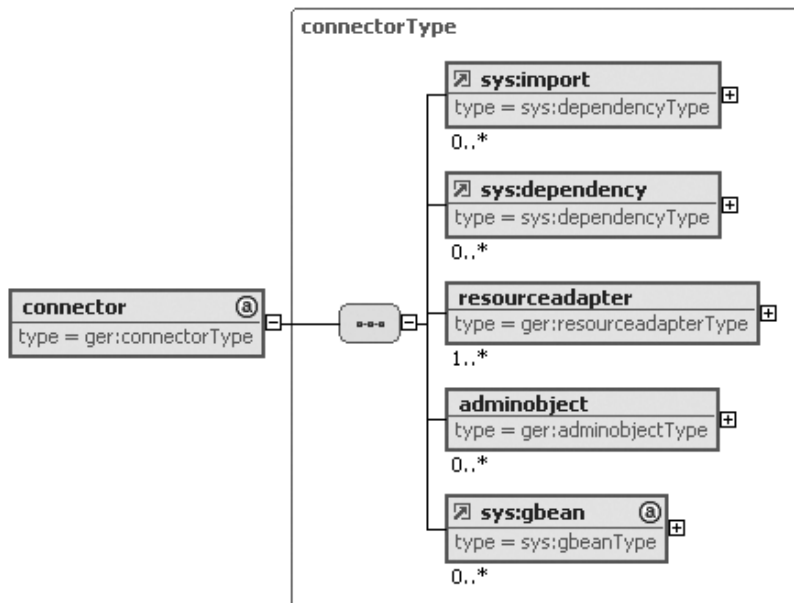 connectorType
sys:import
type = sys:dependencyType
0..*
sys:dependency
type = sys:dependencyType
0..*
connector
type = ger:connectorType
resourceadapter
type = ger:resourceadapterType
1..*
adminobject
type = ger:adminobjectType
0..*
sys:gbean
type = sys:gbeanType
0..*